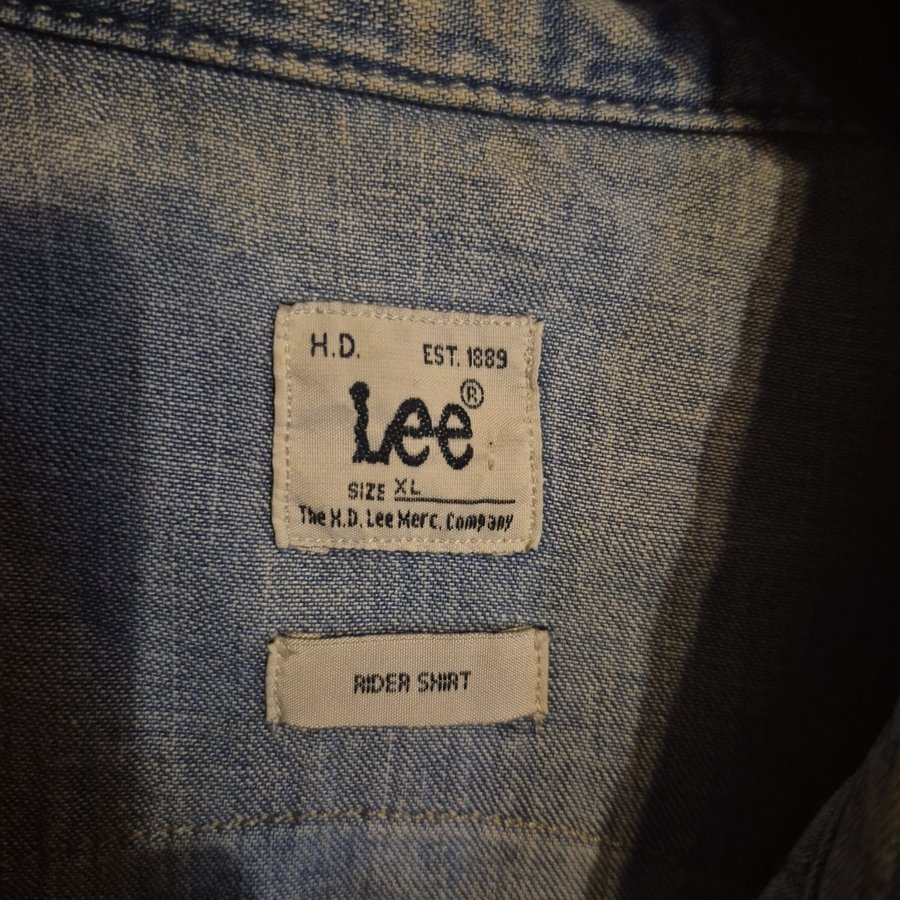 H.D. EST. 1889
Lee®
SIZE XL
The H.D. Lee Merc. Company
RIDER SHIRT